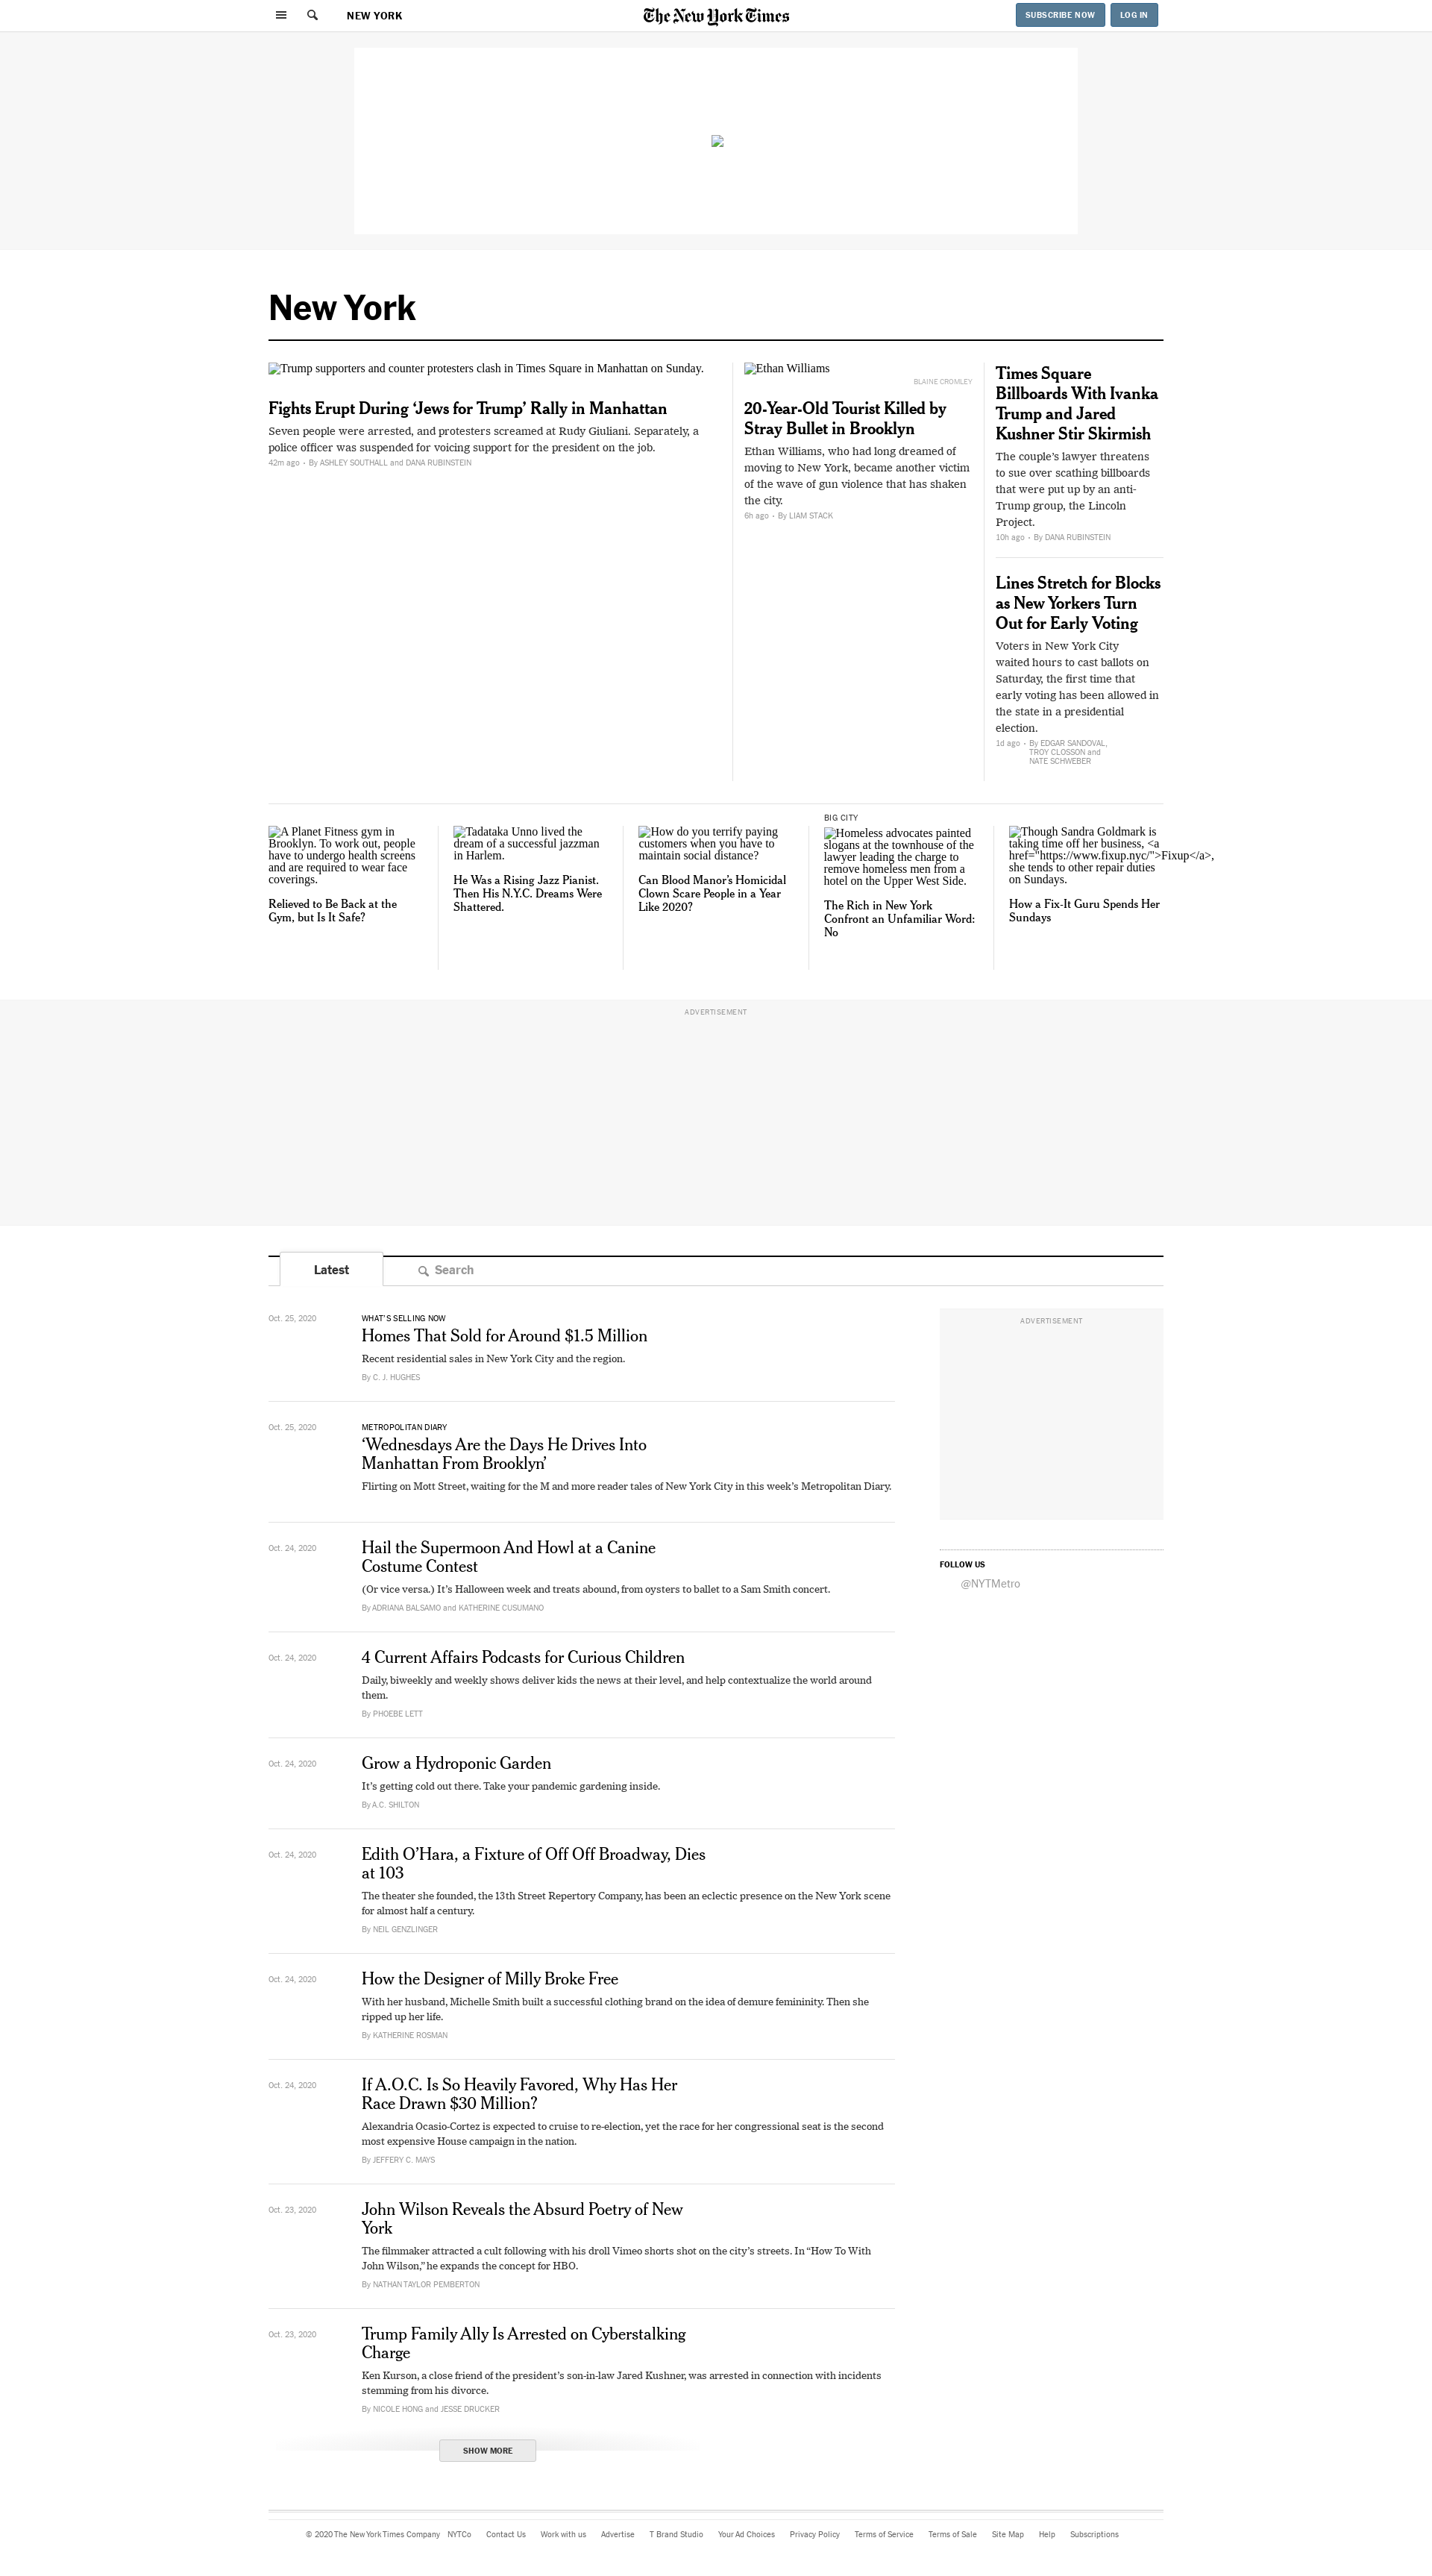 NEW YORK
The New York Times
SUBSCRIBE NOW
LOG IN
New York
Trump supporters and counter protesters clash in Times Square in Manhattan on Sunday.
Fights Erupt During ‘Jews for Trump’ Rally in Manhattan
Seven people were arrested, and protesters screamed at Rudy Giuliani. Separately, a
police officer was suspended for voicing support for the president on the job.
42m ago • By ASHLEY SOUTHALL and DANA RUBINSTEIN
Ethan Williams
BLAINE CROMLEY
20-Year-Old Tourist Killed by
Stray Bullet in Brooklyn
Ethan Williams, who had long dreamed of
moving to New York, became another victim
of the wave of gun violence that has shaken
the city.
6h ago • By LIAM STACK
Times Square
Billboards With Ivanka
Trump and Jared
Kushner Stir Skirmish
The couple’s lawyer threatens
to sue over scathing billboards
that were put up by an anti-
Trump group, the Lincoln
Project.
10h ago • By DANA RUBINSTEIN
Lines Stretch for Blocks
as New Yorkers Turn
Out for Early Voting
Voters in New York City
waited hours to cast ballots on
Saturday, the first time that
early voting has been allowed in
the state in a presidential
election.
1d ago • By EDGAR SANDOVAL,
TROY CLOSSON and
NATE SCHWEBER
A Planet Fitness gym in
Brooklyn. To work out, people
have to undergo health screens
and are required to wear face
coverings.
Relieved to Be Back at the
Gym, but Is It Safe?
Tadataka Unno lived the
dream of a successful jazzman
in Harlem.
He Was a Rising Jazz Pianist.
Then His N.Y.C. Dreams Were
Shattered.
How do you terrify paying
customers when you have to
maintain social distance?
Can Blood Manor’s Homicidal
Clown Scare People in a Year
Like 2020?
BIG CITY
Homeless advocates painted
slogans at the townhouse of the
lawyer leading the charge to
remove homeless men from a
hotel on the Upper West Side.
The Rich in New York
Confront an Unfamiliar Word:
No
Though Sandra Goldmark is
taking time off her business, <a
href="https://www.fixup.nyc/">Fixup</a>,
she tends to other repair duties
on Sundays.
How a Fix-It Guru Spends Her
Sundays
ADVERTISEMENT
Latest
Search
Oct. 25, 2020
WHAT’S SELLING NOW
Homes That Sold for Around $1.5 Million
Recent residential sales in New York City and the region.
By C. J. HUGHES
Oct. 25, 2020
METROPOLITAN DIARY
‘Wednesdays Are the Days He Drives Into
Manhattan From Brooklyn’
Flirting on Mott Street, waiting for the M and more reader tales of New York City in this week’s Metropolitan Diary.
Oct. 24, 2020
Hail the Supermoon And Howl at a Canine
Costume Contest
(Or vice versa.) It’s Halloween week and treats abound, from oysters to ballet to a Sam Smith concert.
By ADRIANA BALSAMO and KATHERINE CUSUMANO
Oct. 24, 2020
4 Current Affairs Podcasts for Curious Children
Daily, biweekly and weekly shows deliver kids the news at their level, and help contextualize the world around
them.
By PHOEBE LETT
Oct. 24, 2020
Grow a Hydroponic Garden
It’s getting cold out there. Take your pandemic gardening inside.
By A.C. SHILTON
Oct. 24, 2020
Edith O’Hara, a Fixture of Off Off Broadway, Dies
at 103
The theater she founded, the 13th Street Repertory Company, has been an eclectic presence on the New York scene
for almost half a century.
By NEIL GENZLINGER
Oct. 24, 2020
How the Designer of Milly Broke Free
With her husband, Michelle Smith built a successful clothing brand on the idea of demure femininity. Then she
ripped up her life.
By KATHERINE ROSMAN
Oct. 24, 2020
If A.O.C. Is So Heavily Favored, Why Has Her
Race Drawn $30 Million?
Alexandria Ocasio-Cortez is expected to cruise to re-election, yet the race for her congressional seat is the second
most expensive House campaign in the nation.
By JEFFERY C. MAYS
Oct. 23, 2020
John Wilson Reveals the Absurd Poetry of New
York
The filmmaker attracted a cult following with his droll Vimeo shorts shot on the city’s streets. In “How To With
John Wilson,” he expands the concept for HBO.
By NATHAN TAYLOR PEMBERTON
Oct. 23, 2020
Trump Family Ally Is Arrested on Cyberstalking
Charge
Ken Kurson, a close friend of the president’s son-in-law Jared Kushner, was arrested in connection with incidents
stemming from his divorce.
By NICOLE HONG and JESSE DRUCKER
SHOW MORE
ADVERTISEMENT
FOLLOW US
@NYTMetro
© 2020 The New York Times Company NYTCo Contact Us Work with us Advertise T Brand Studio Your Ad Choices Privacy Policy Terms of Service Terms of Sale Site Map Help Subscriptions